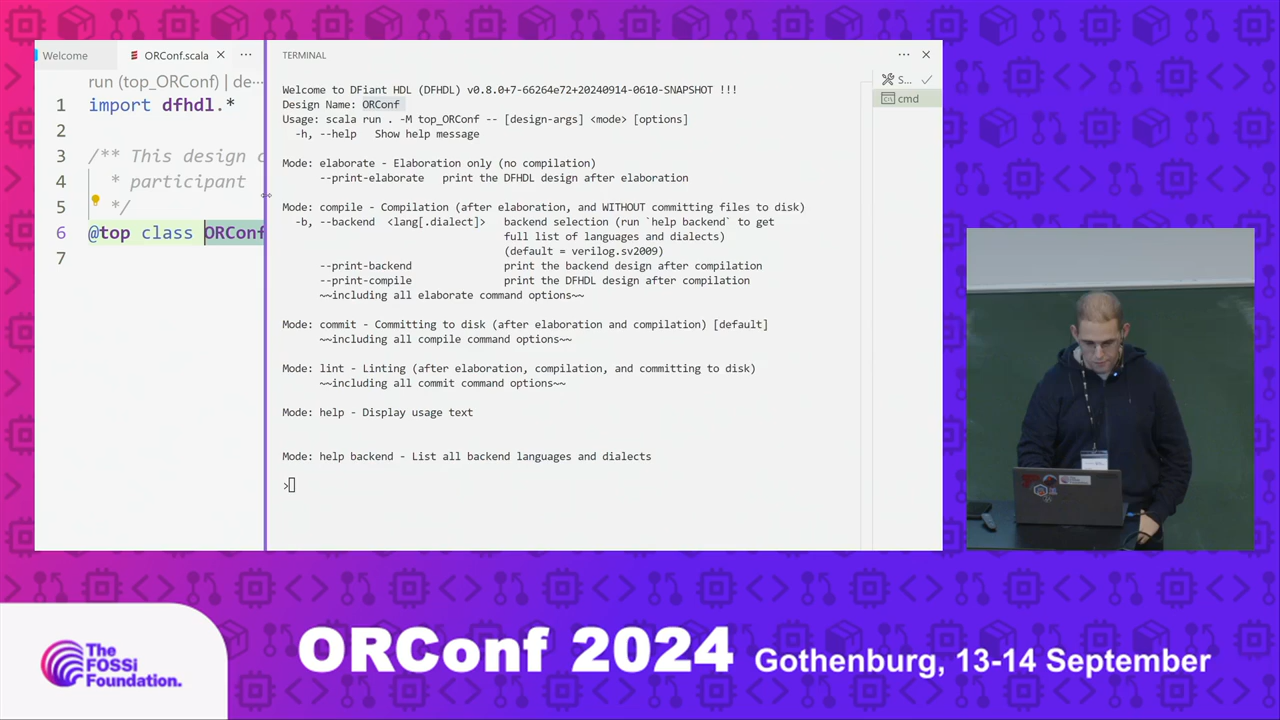 Welcome
ORConf.scala
run (top_ORConf) | de···
1 import dfhdl.*
2
3 /** This design
4 * participant
5 */
6 @top class ORConf
7
TERMINAL
Welcome to DFiant HDL (DFHDL) v0.8.0+7-66264e72+20240914-0610-SNAPSHOT !!!
Design Name: ORConf
Usage: scala run . -M top_ORConf -- [design-args] <mode> [options]
-h, --help Show help message
Mode: elaborate - Elaboration only (no compilation)
--print-elaborate print the DFHDL design after elaboration
Mode: compile - Compilation (after elaboration, and WITHOUT committing files to disk)
-b, --backend <lang[.dialect]> backend selection (run `help backend` to get
full list of languages and dialects)
(default = verilog.sv2009)
--print-backend print the backend design after compilation
--print-compile print the DFHDL design after compilation
~~including all elaborate command options~~
Mode: commit - Committing to disk (after elaboration and compilation) [default]
~~including all compile command options~~
Mode: lint - Linting (after elaboration, compilation, and committing to disk)
~~including all commit command options~~
Mode: help - Display usage text
Mode: help backend - List all backend languages and dialects
>
S...
cmd
The
FOSSi
Foundation.
ORConf 2024 Gothenburg, 13-14 September